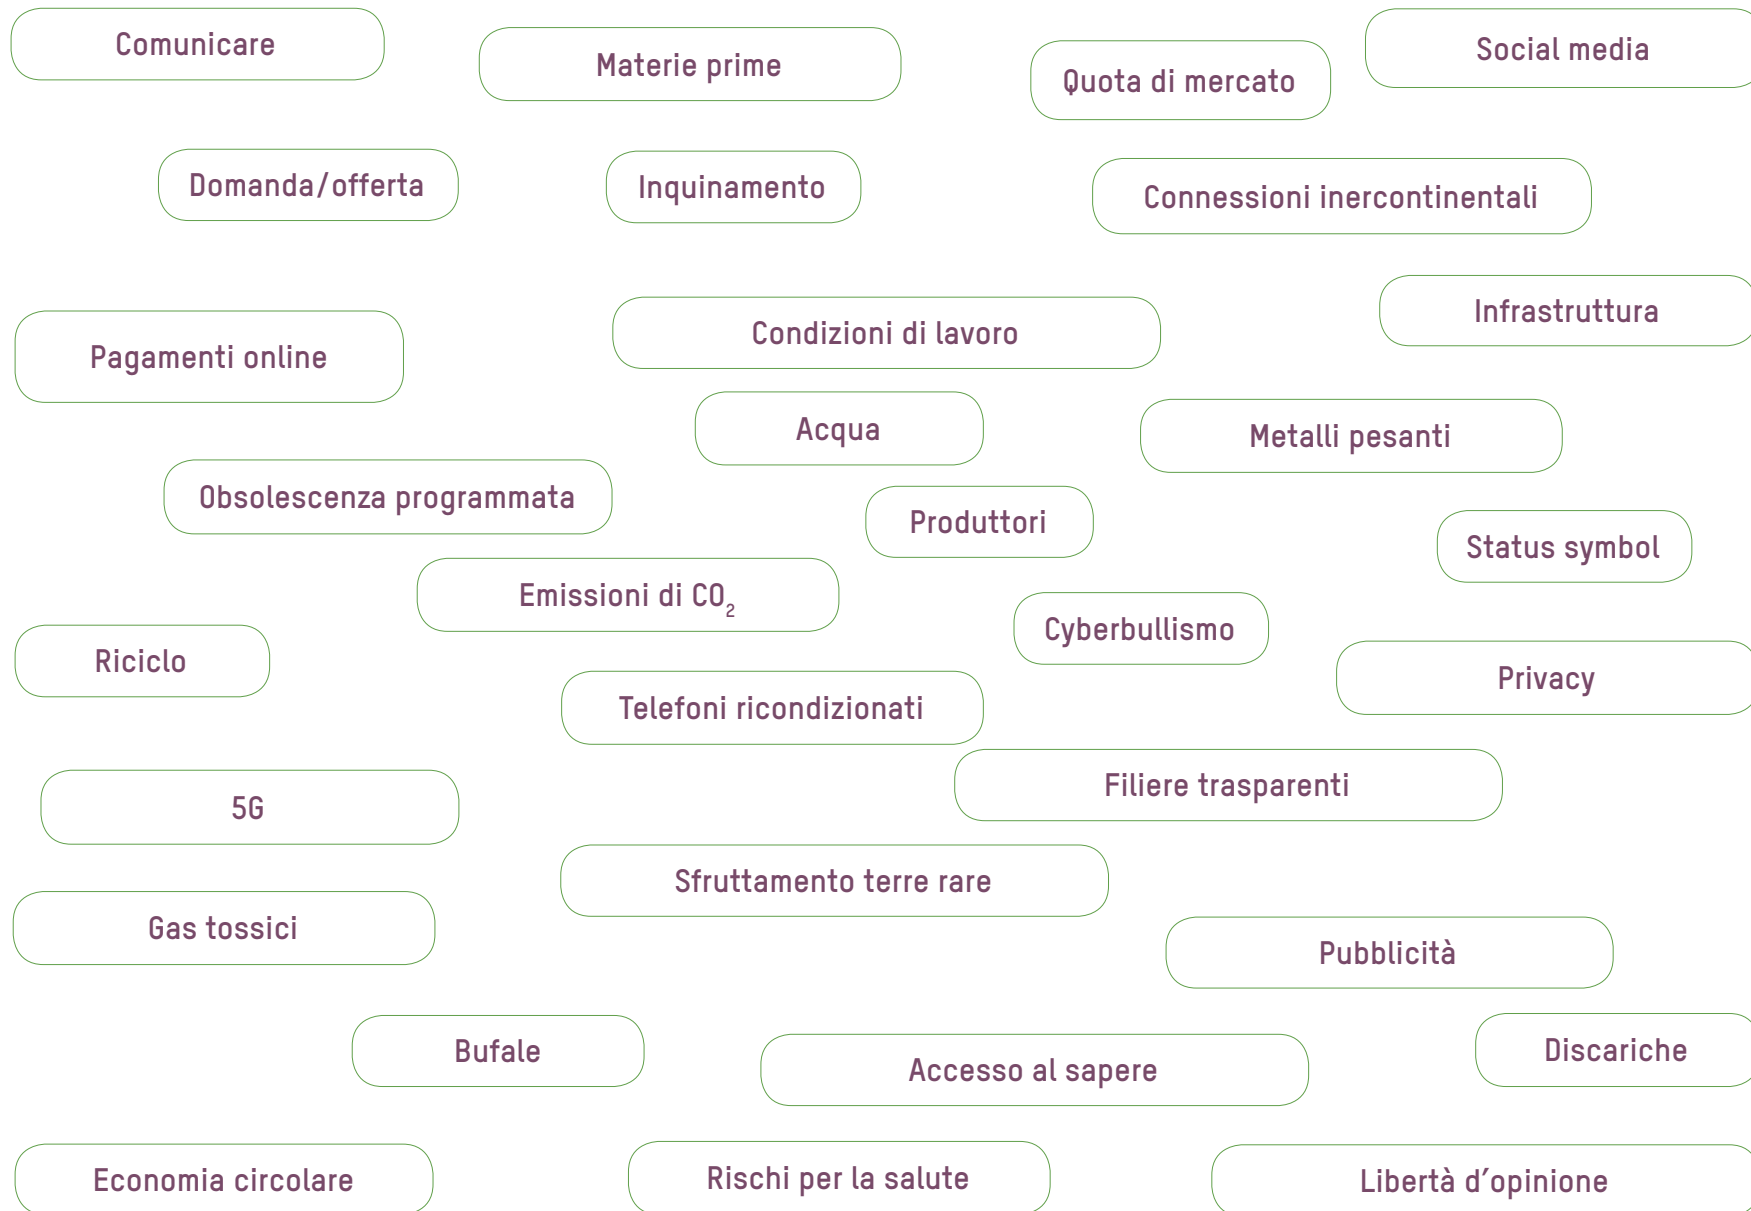 Comunicare
Materie prime
Quota di mercato
Social media
Domanda/offerta
Inquinamento
Connessioni inercontinentali
Infrastruttura
Pagamenti online
Condizioni di lavoro
Acqua
Metalli pesanti
Obsolescenza programmata
Produttori
Status symbol
Emissioni di CO₂
Cyberbullismo
Riciclo
Privacy
Telefoni ricondizionati
Filiere trasparenti
5G
Sfruttamento terre rare
Gas tossici
Pubblicità
Bufale
Accesso al sapere
Discariche
Economia circolare
Rischi per la salute
Libertà d'opinione